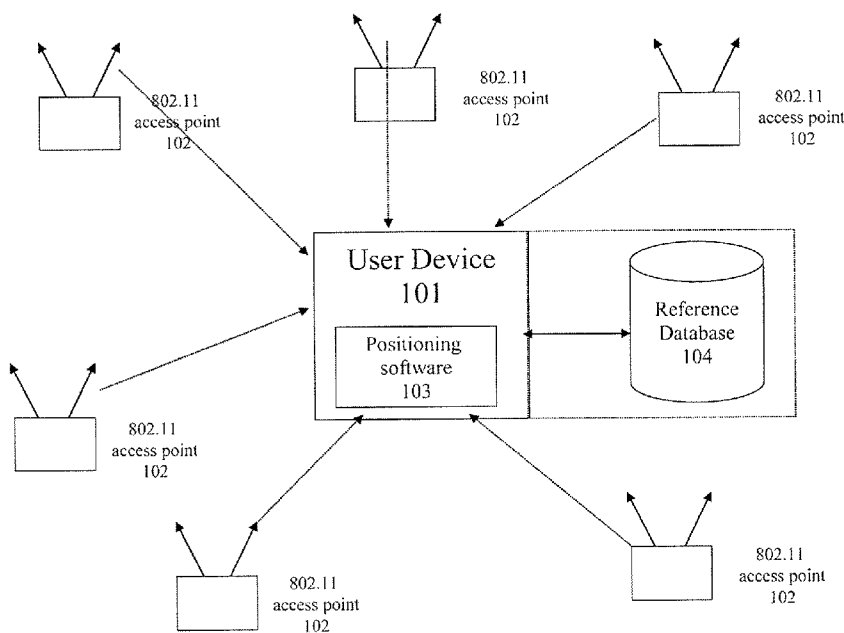 802.11
access point
102
802.11
access point
102
802.11
access point
102
User Device
101
Positioning
software
103
Reference
Database
104
802.11
access point
102
802.11
access point
102
802.11
access point
102